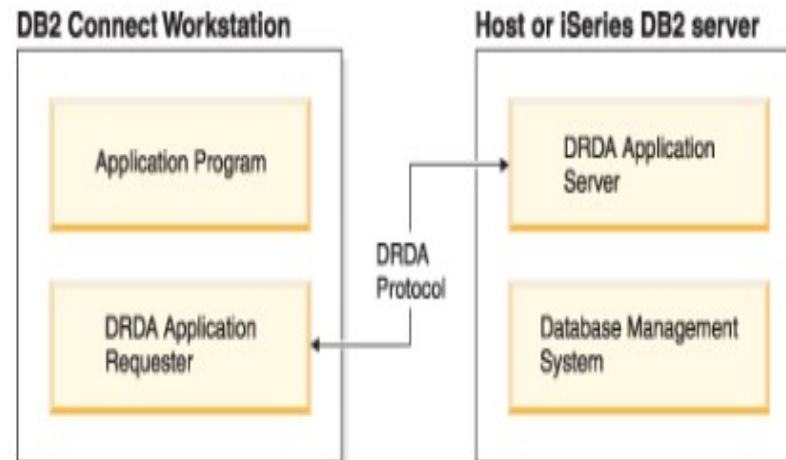 DB2 Connect Workstation
Application Program
DRDA Application
Requester
DRDA
Protocol
Host or iSeries DB2 server
DRDA Application
Server
Database Management
System